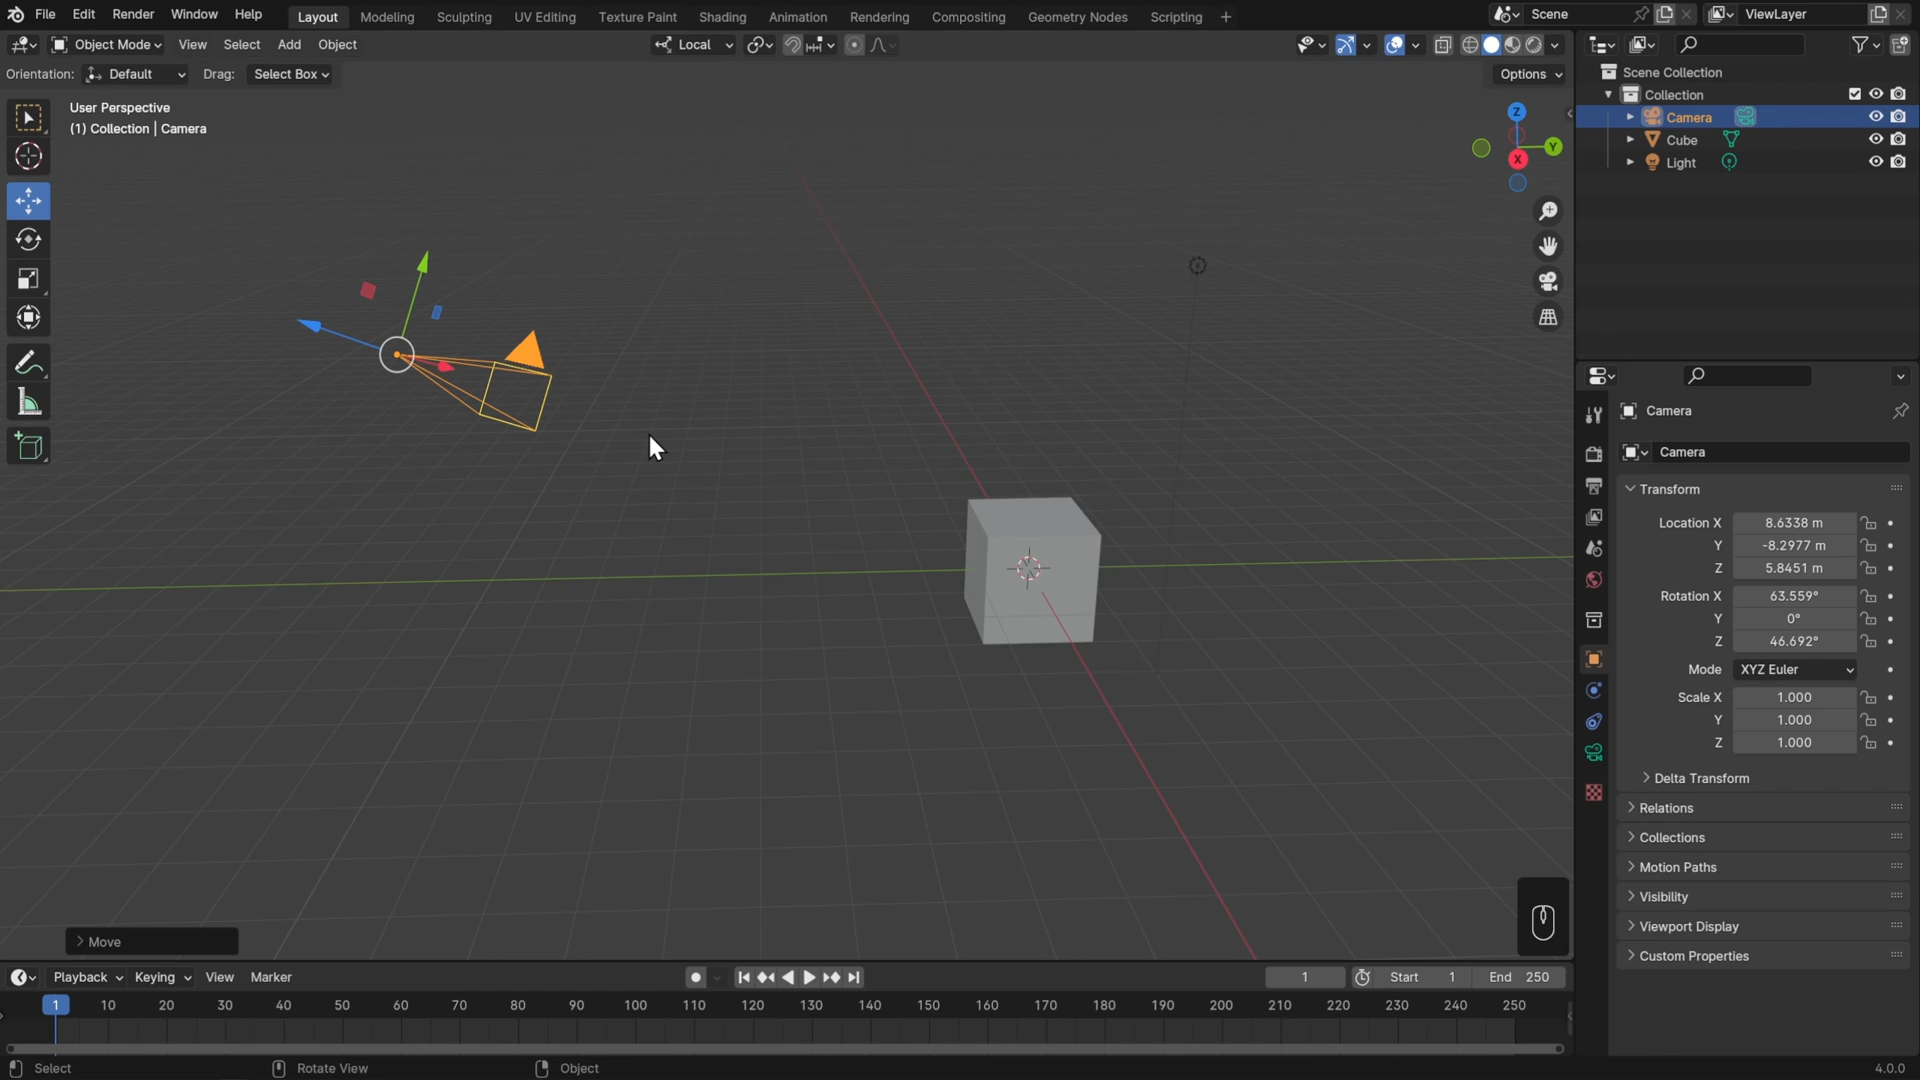 File Edit Render Window Help Layout Modeling Sculpting UV Editing Texture Paint Shading Animation Rendering Compositing Geometry Nodes Scripting + Scene ViewLayer
Object Mode View Select Add Object Local
Orientation: Default Drag: Select Box Options
User Perspective
(1) Collection | Camera
Z
Y
X
Scene Collection
Collection
Camera
Cube
Light
Camera
Camera
Transform
Location X 8.6338 m
Y -8.2977 m
Z 5.8451 m
Rotation X 63.559°
Y 0°
Z 46.692°
Mode XYZ Euler
Scale X 1.000
Y 1.000
Z 1.000
Delta Transform
Relations
Collections
Motion Paths
Visibility
Viewport Display
Custom Properties
Move
Playback Keying View Marker 1 Start 1 End 250
1 10 20 30 40 50 60 70 80 90 100 110 120 130 140 150 160 170 180 190 200 210 220 230 240 250
Select Rotate View Object 4.0.0